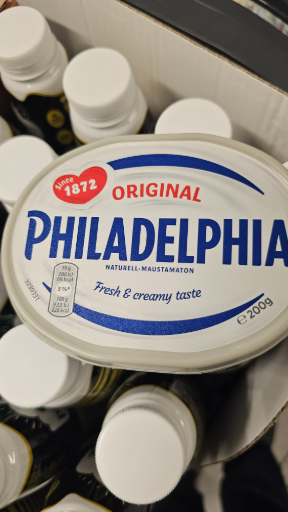 Since
1872
ORIGINAL
PHILADELPHIA
NATURELL-MAUSTAMATON
Fresh & creamy taste
℮ 200g